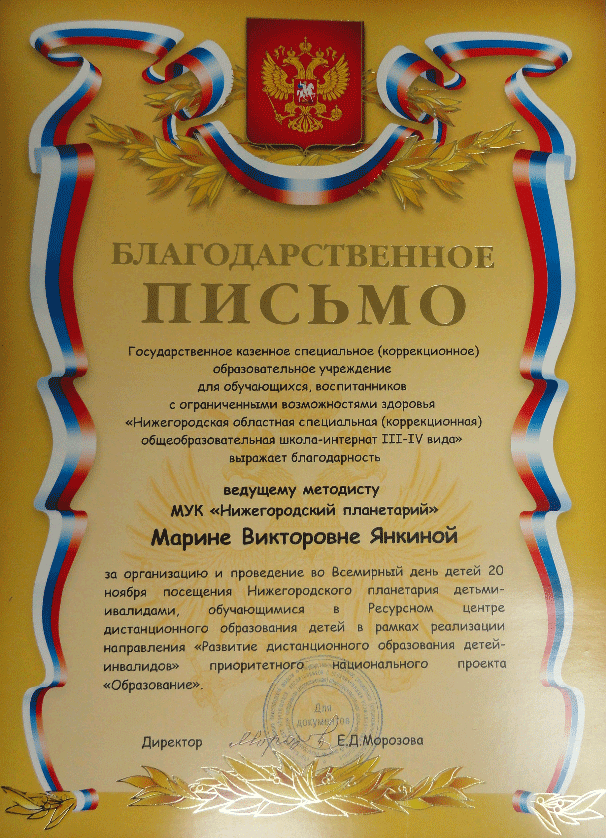 БЛАГОДАРСТВЕННОЕ
ПИСЬМО
Государственное казенное специальное (коррекционное)
образовательное учреждение
для обучающихся, воспитанников
с ограниченными возможностями здоровья
«Нижегородская областная специальная (коррекционная)
общеобразовательная школа-интернат III-IV вида»
выражает благодарность
ведущему методисту
МУК «Нижегородский планетарий»
Марине Викторовне Янкиной
за организацию и проведение во Всемирный день детей 20
ноября посещения Нижегородского планетария детьми-
ивалидами, обучающимися в Ресурсном центре
дистанционного образования детей в рамках реализации
направления «Развитие дистанционного образования детей-
инвалидов» приоритетного национального проекта
«Образование».
Для
документов
Директор Е.Д.Морозова